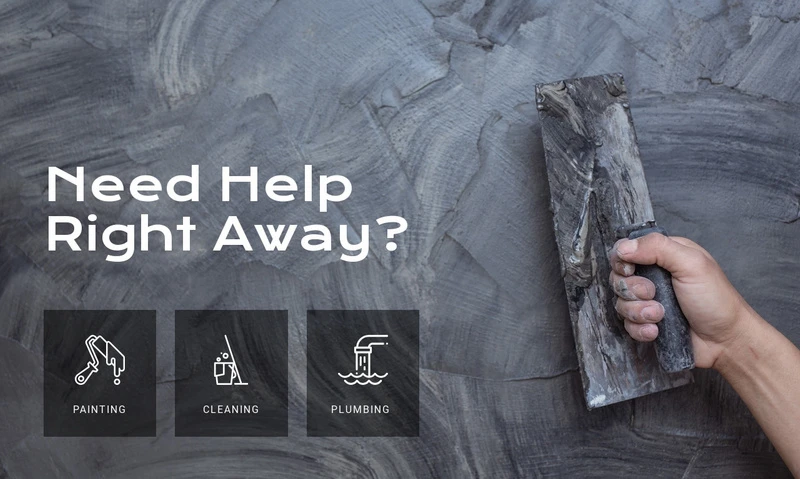 Need Help
Right Away?
PAINTING
CLEANING
PLUMBING